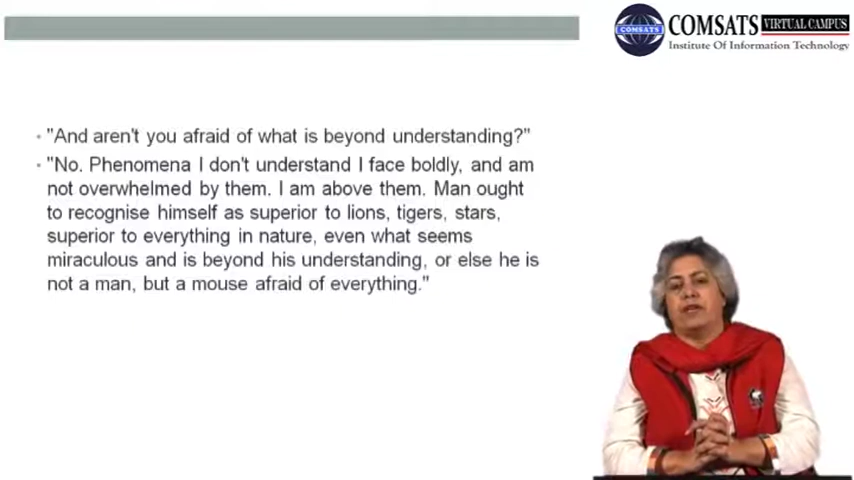 COMSATS VIRTUAL CAMPUS
COMSATS
Institute Of Information Technology
• "And aren't you afraid of what is beyond understanding?"
• "No. Phenomena I don't understand I face boldly, and am
not overwhelmed by them. I am above them. Man ought
to recognise himself as superior to lions, tigers, stars,
superior to everything in nature, even what seems
miraculous and is beyond his understanding, or else he is
not a man, but a mouse afraid of everything."